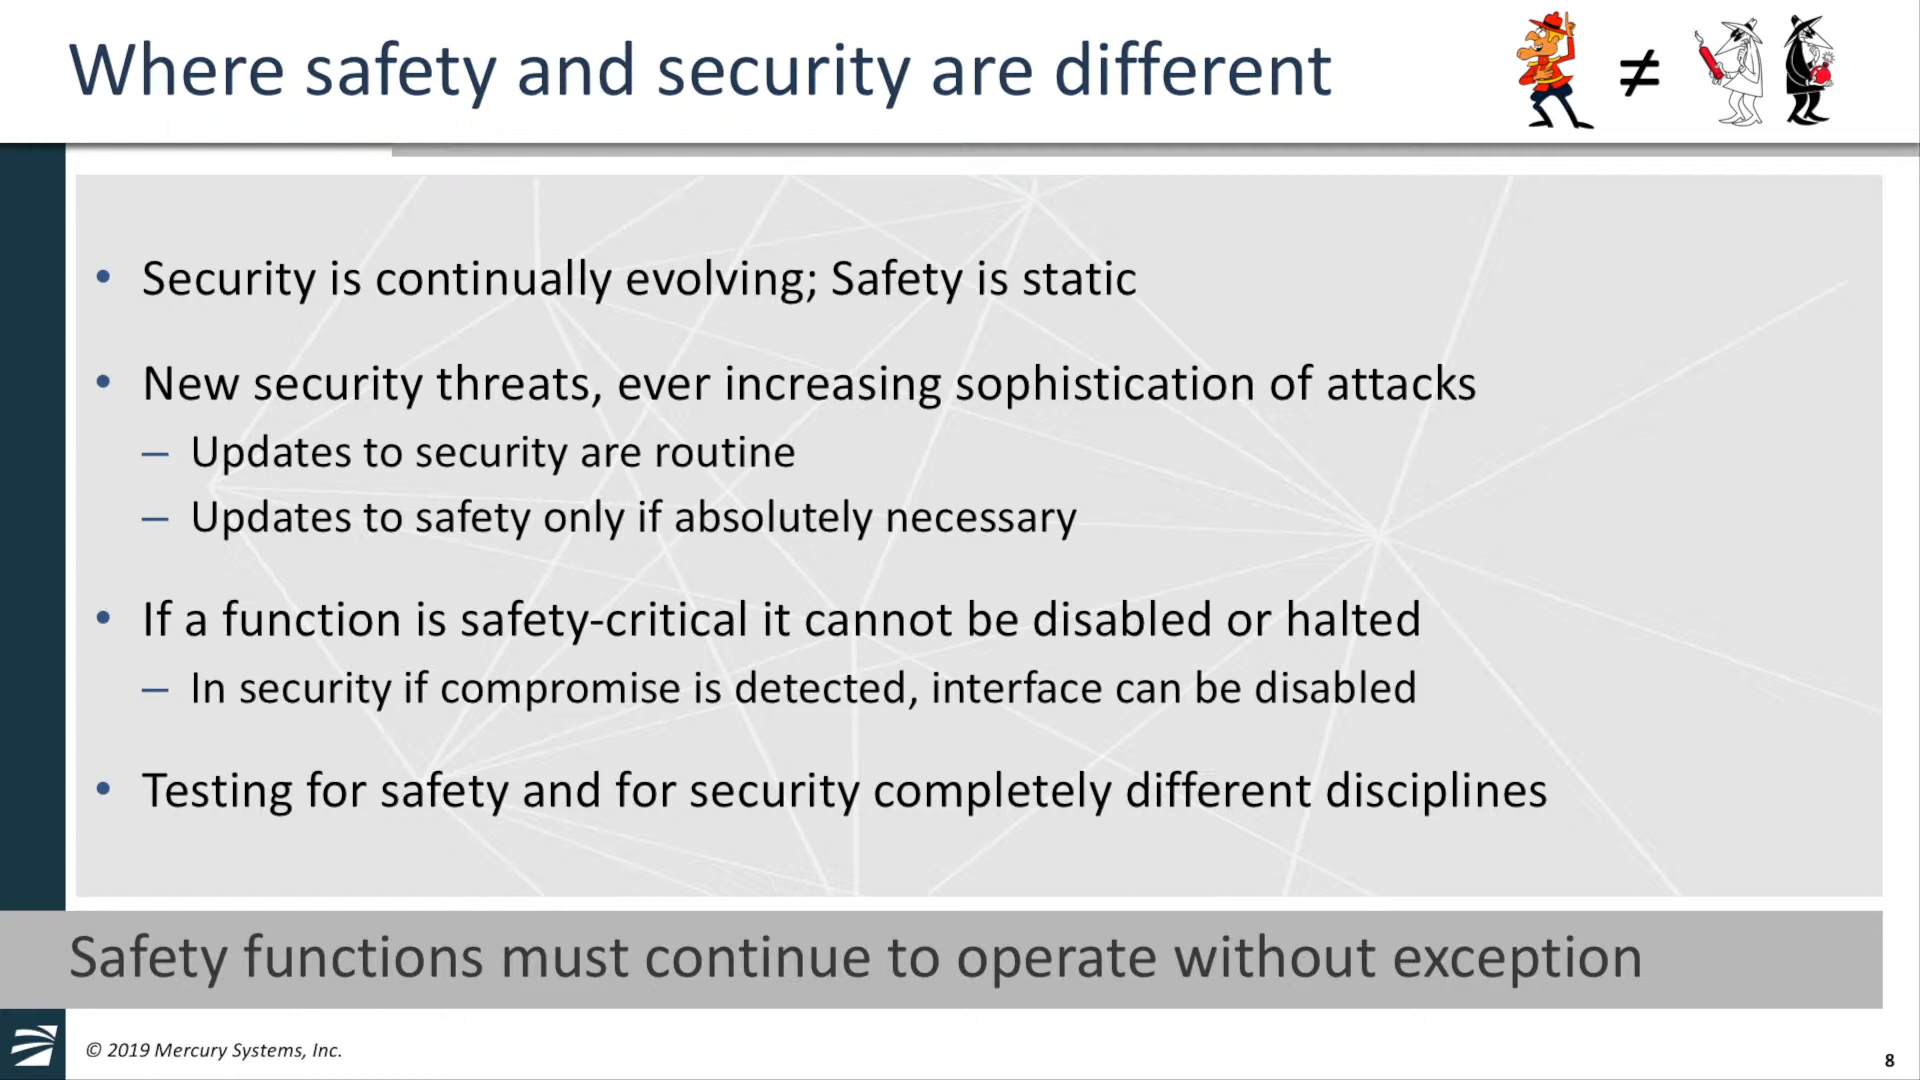 Where safety and security are different
≠
• Security is continually evolving; Safety is static
• New security threats, ever increasing sophistication of attacks
– Updates to security are routine
– Updates to safety only if absolutely necessary
• If a function is safety-critical it cannot be disabled or halted
– In security if compromise is detected, interface can be disabled
• Testing for safety and for security completely different disciplines
Safety functions must continue to operate without exception
© 2019 Mercury Systems, Inc.
8